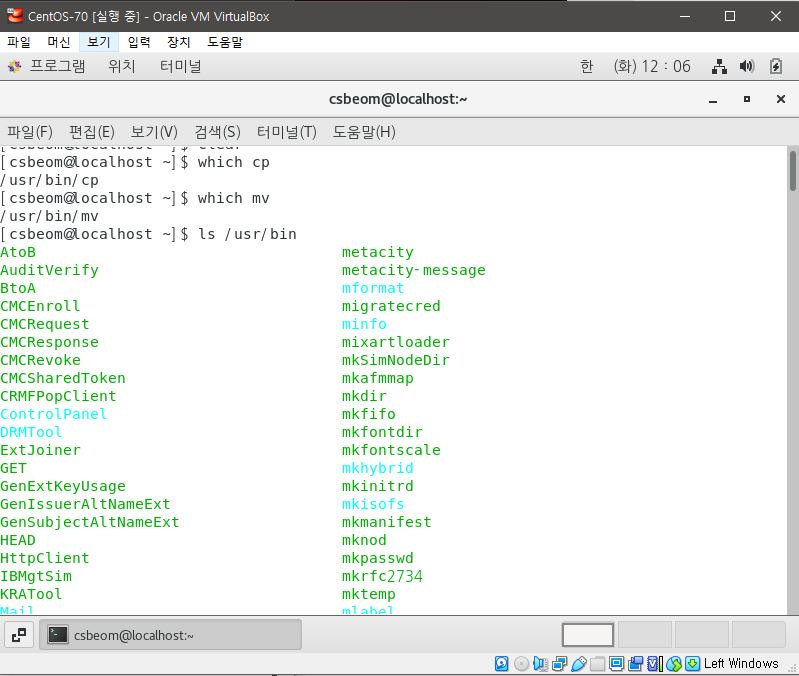 CentOS-70 [실행 중] - Oracle VM VirtualBox
파일 머신 보기 입력 장치 도움말
프로그램 위치 터미널 한 (화) 12 : 06
csbeom@localhost:~
파일(F) 편집(E) 보기(V) 검색(S) 터미널(T) 도움말(H)
[csbeom@localhost ~]$ clear
[csbeom@localhost ~]$ which cp
/usr/bin/cp
[csbeom@localhost ~]$ which mv
/usr/bin/mv
[csbeom@localhost ~]$ ls /usr/bin
AtoB metacity
AuditVerify metacity-message
BtoA mformat
CMCEnroll migratecred
CMCRequest minfo
CMCResponse mixartloader
CMCRevoke mkSimNodeDir
CMCSharedToken mkafmmap
CRMFPopClient mkdir
ControlPanel mkfifo
DRMTool mkfontdir
ExtJoiner mkfontscale
GET mkhybrid
GenExtKeyUsage mkinitrd
GenIssuerAltNameExt mkisofs
GenSubjectAltNameExt mkmanifest
HEAD mknod
HttpClient mkpasswd
IBMgtSim mkrfc2734
KRATool mktemp
Mail mlabel
csbeom@localhost:~
Left Windows